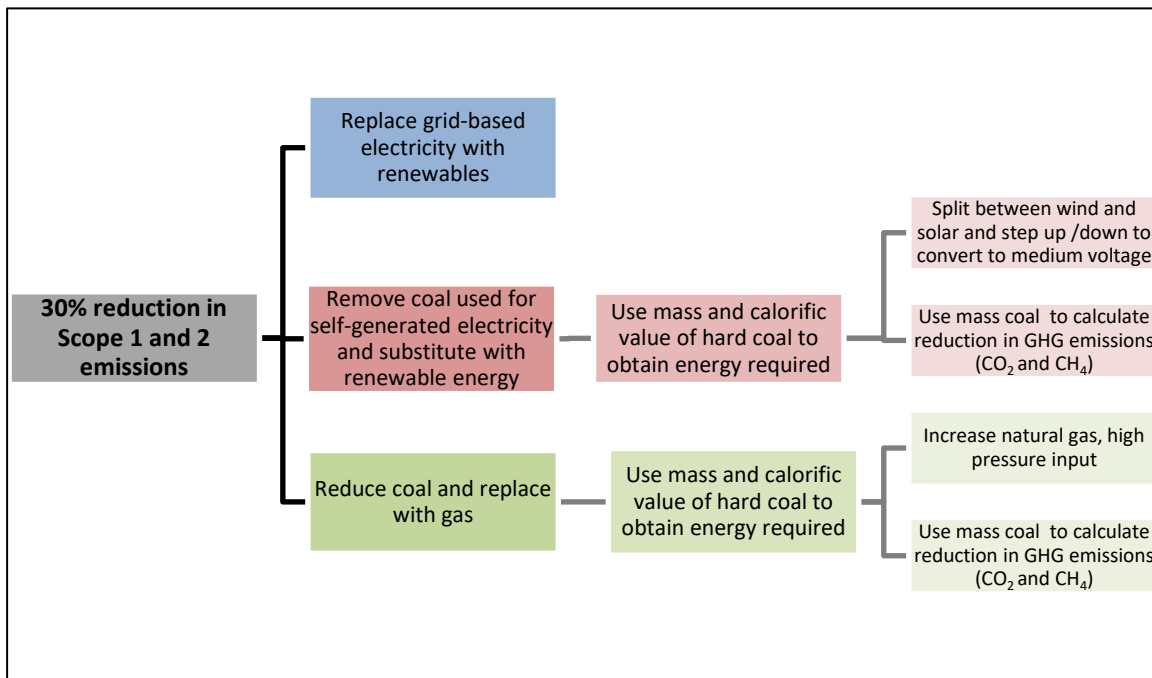 30% reduction in
Scope 1 and 2
emissions
Replace grid-based
electricity with
renewables
Remove coal used for
self-generated electricity
and substitute with
renewable energy
Use mass and calorific
value of hard coal to
obtain energy required
Split between wind and
solar and step up /down to
convert to medium voltage
Use mass coal to calculate
reduction in GHG emissions
(CO₂ and CH₄)
Reduce coal and replace
with gas
Use mass and calorific
value of hard coal to
obtain energy required
Increase natural gas, high
pressure input
Use mass coal to calculate
reduction in GHG emissions
(CO₂ and CH₄)